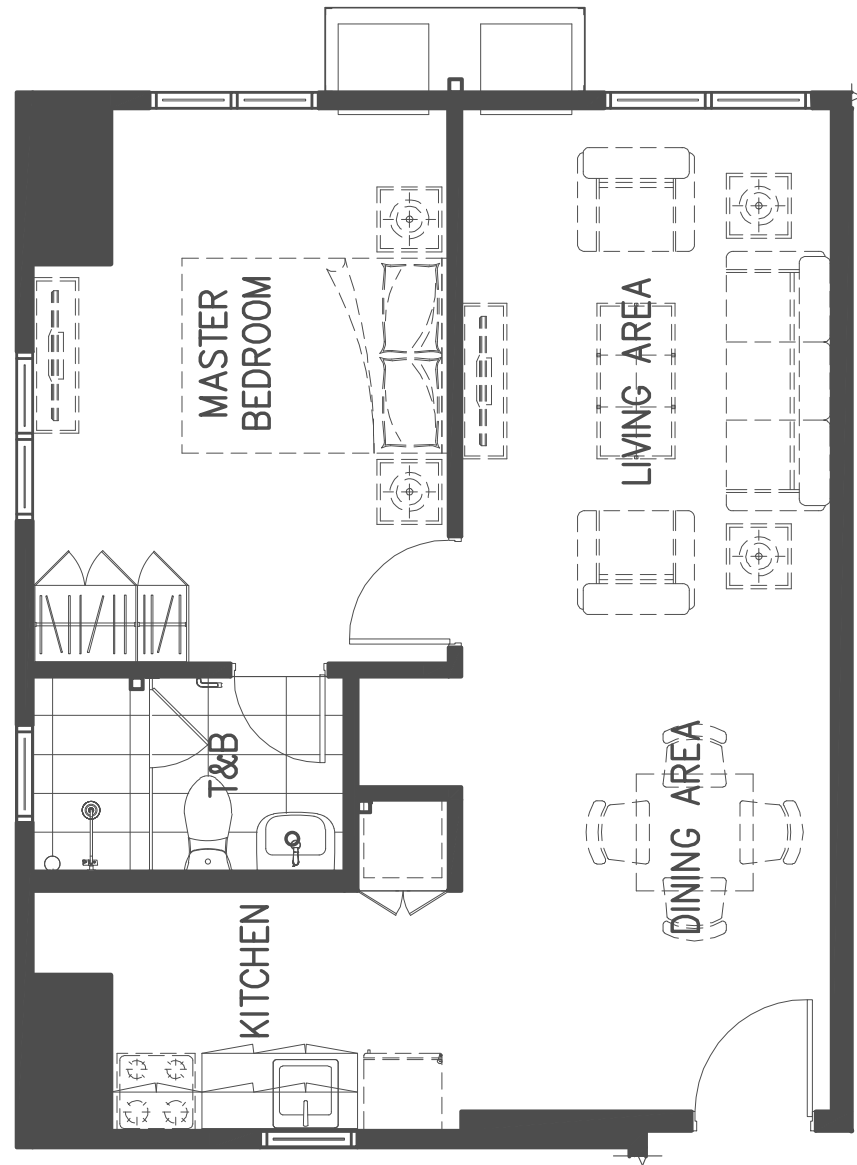 MASTER
BEDROOM
LIVING AREA
T&B
DINING AREA
KITCHEN